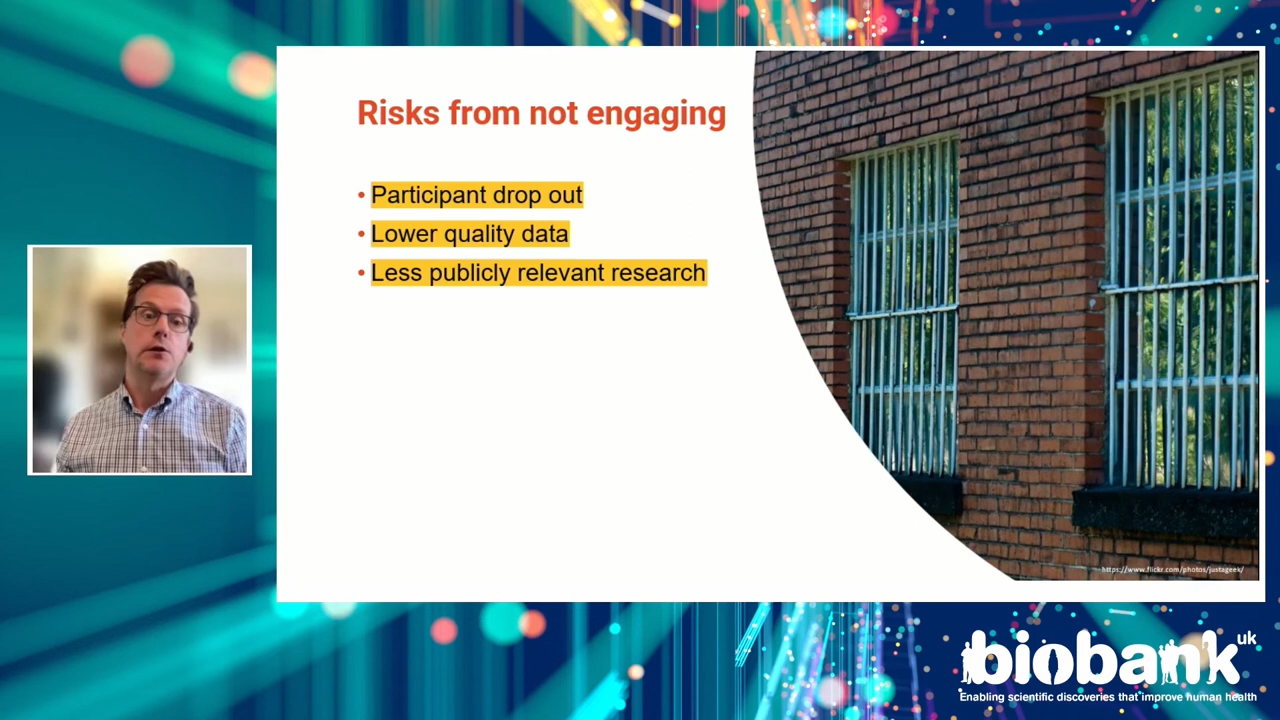 Risks from not engaging
• Participant drop out
• Lower quality data
• Less publicly relevant research
https://www.flickr.com/photos/justageek/
biobank uk
Enabling scientific discoveries that improve human health